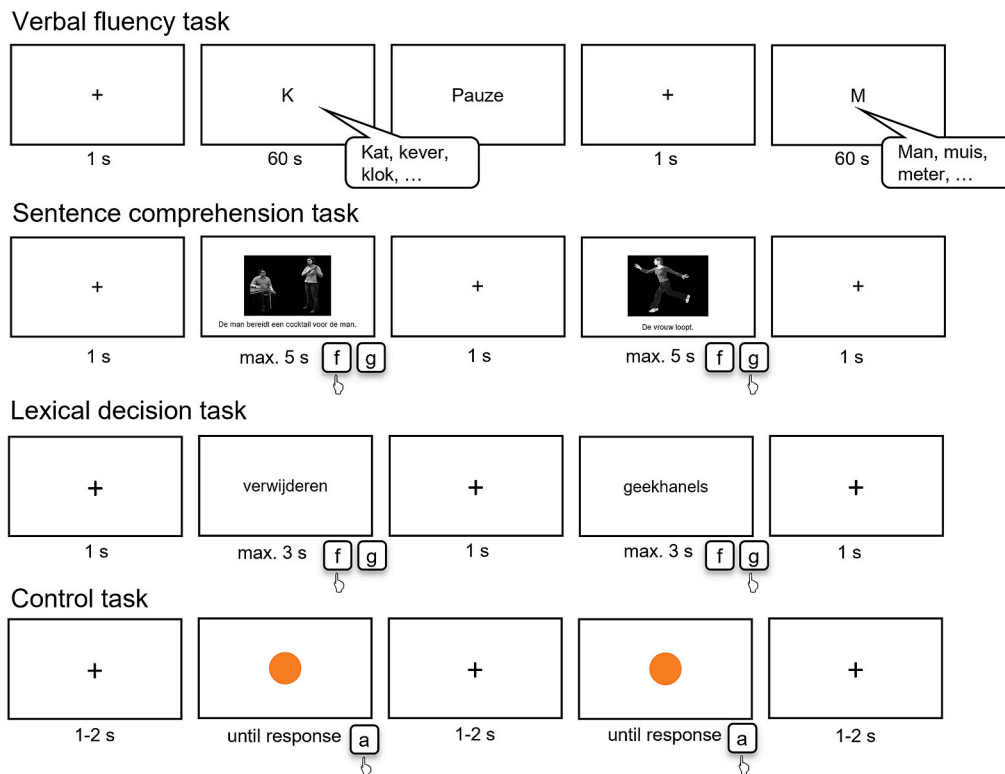 Verbal fluency task
+ K Pauze + M
Kat, kever,
klok, …
Man, muis,
meter, …
1 s 60 s 1 s 60 s
Sentence comprehension task
+ + +
De man bereidt een cocktail voor de man.
De vrouw loopt.
1 s max. 5 s f g 1 s max. 5 s f g 1 s
Lexical decision task
+ verwijderen + geekhanels +
1 s max. 3 s f g 1 s max. 3 s f g 1 s
Control task
+ + +
1-2 s until response a 1-2 s until response a 1-2 s